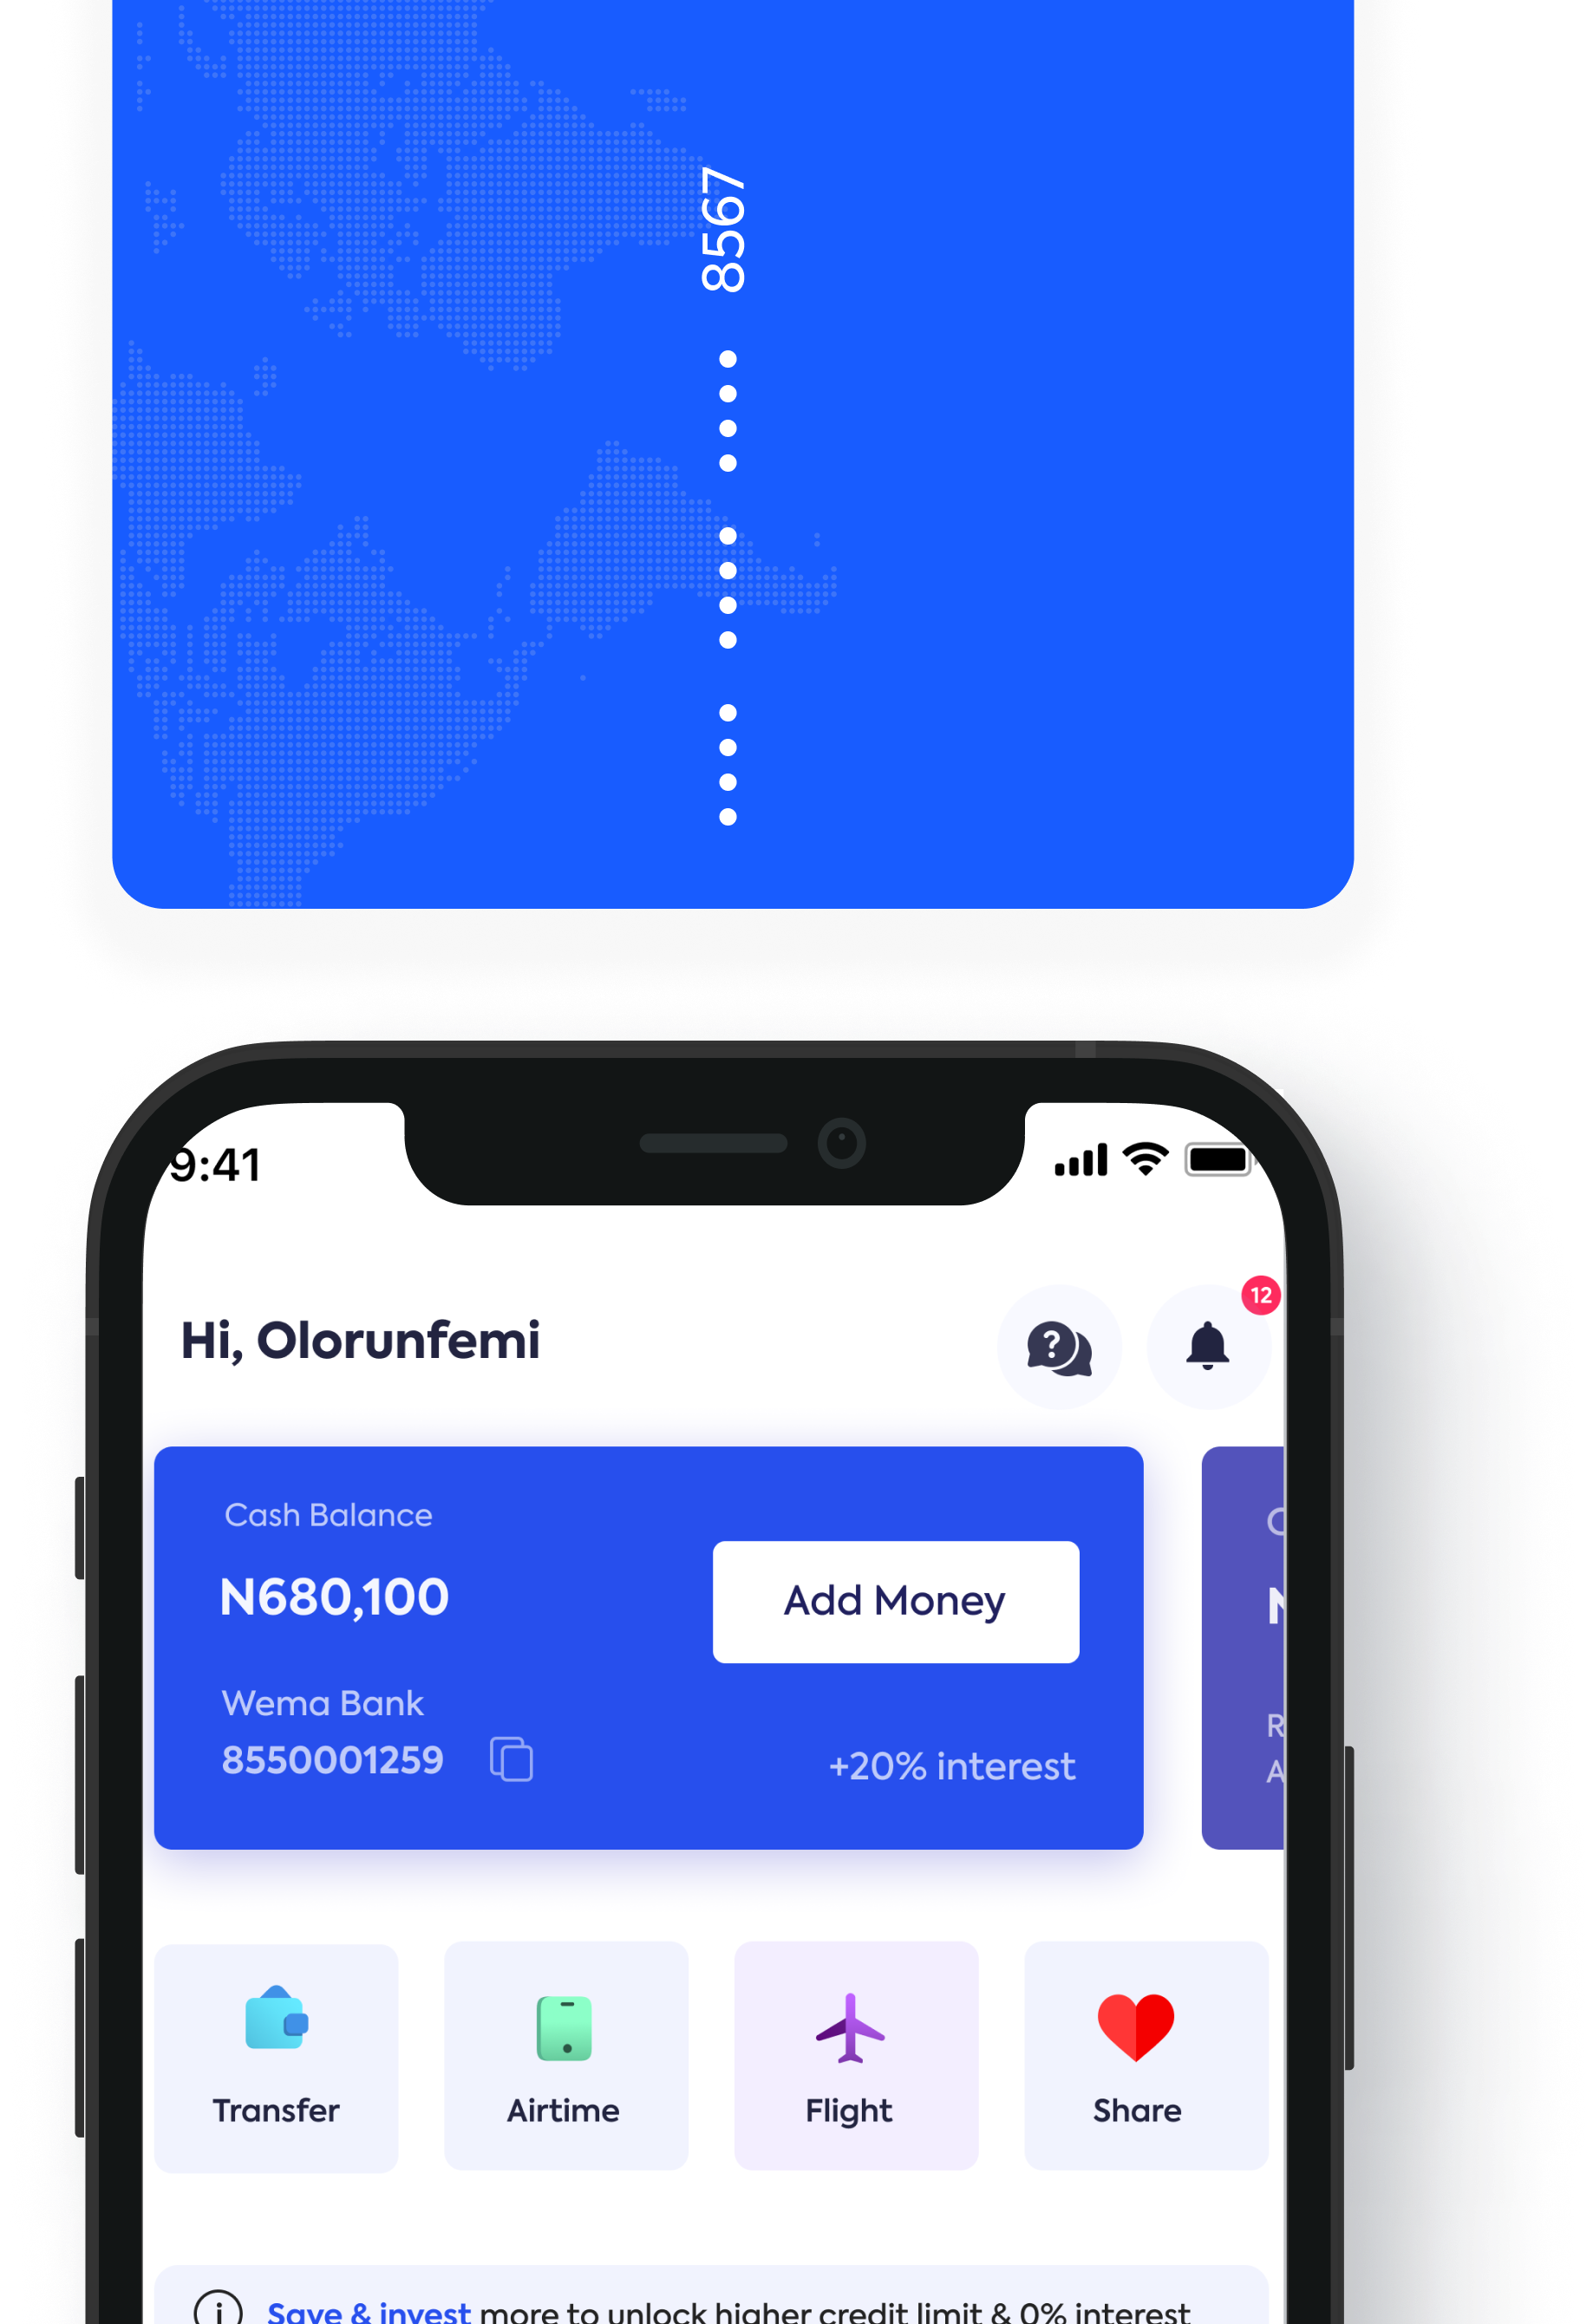 8567
9:41
Hi, Olorunfemi
12
Cash Balance
N680,100
Add Money
Wema Bank
8550001259
+20% interest
C
N
R
A
Transfer
Airtime
Flight
Share
Save & invest more to unlock higher credit limit & 0% interest